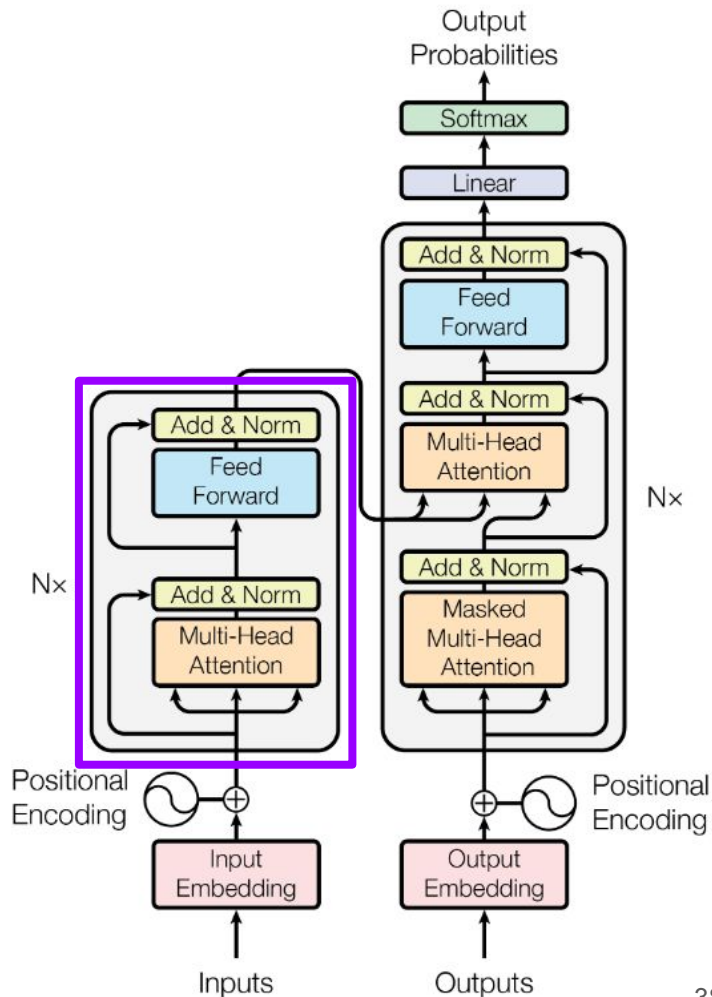 Output
Probabilities
Softmax
Linear
Add & Norm
Feed
Forward
Add & Norm
Multi-Head
Attention
Nx
Add & Norm
Masked
Multi-Head
Attention
Add & Norm
Feed
Forward
Nx
Add & Norm
Multi-Head
Attention
Positional
Encoding
Positional
Encoding
Input
Embedding
Output
Embedding
Inputs
Outputs